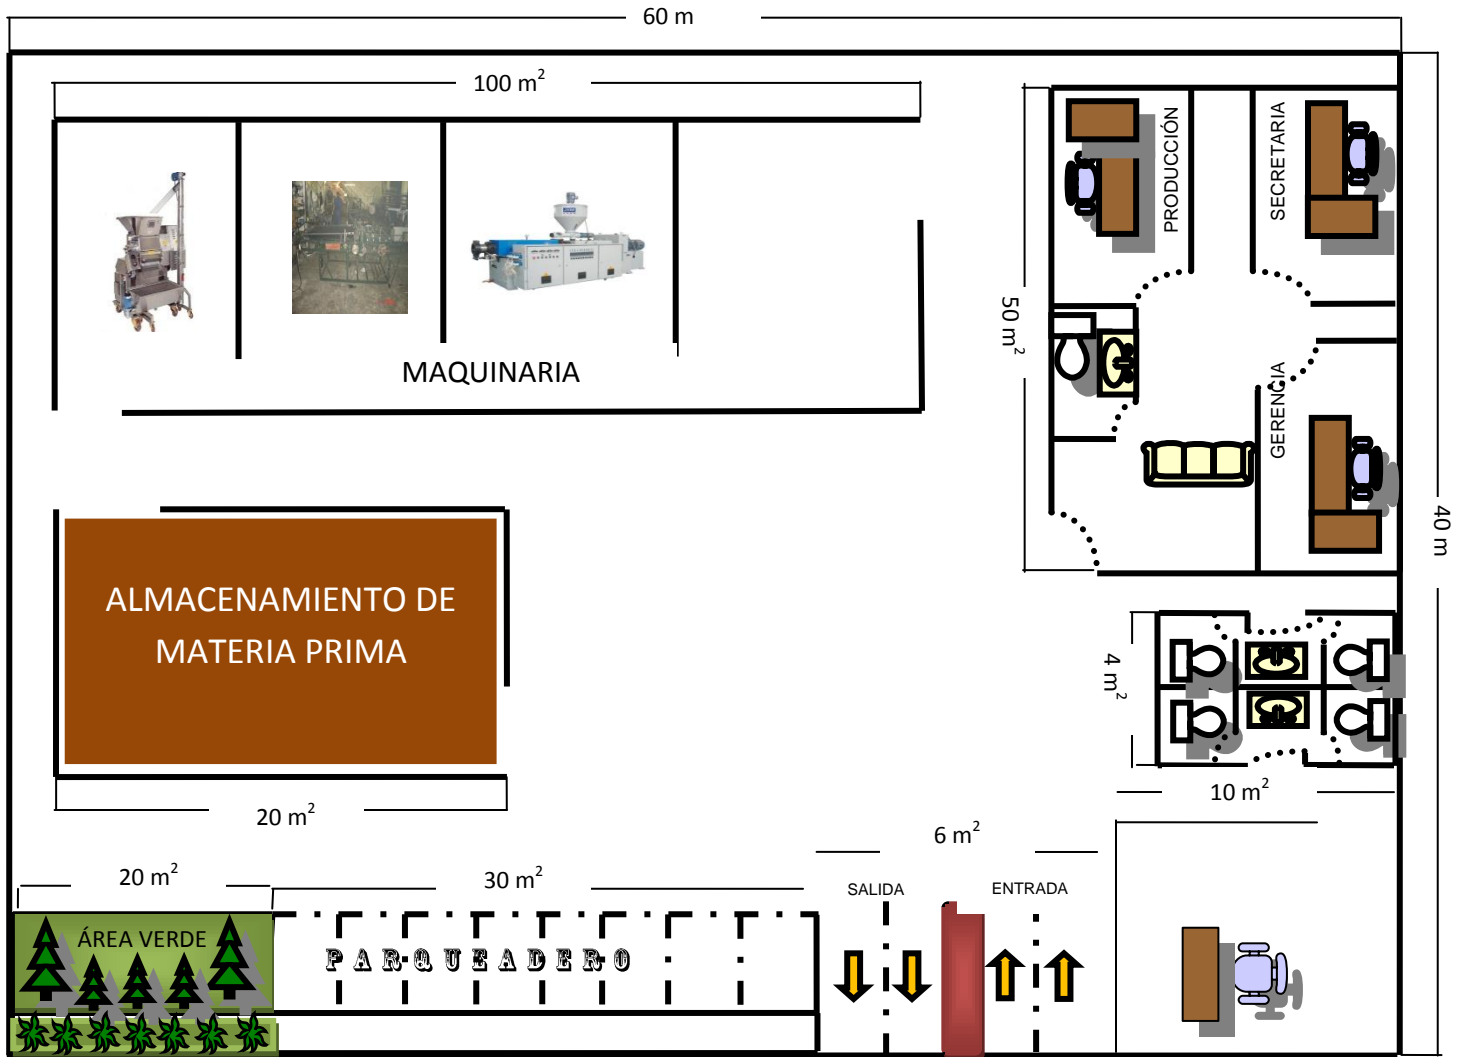 60 m
100 m²
PRODUCCIÓN
SECRETARIA
50 m²
MAQUINARIA
GERENCIA
40 m
ALMACENAMIENTO DE
MATERIA PRIMA
4 m²
10 m²
20 m²
6 m²
20 m²
30 m²
SALIDA
ENTRADA
ÁREA VERDE
PARQUEADERO